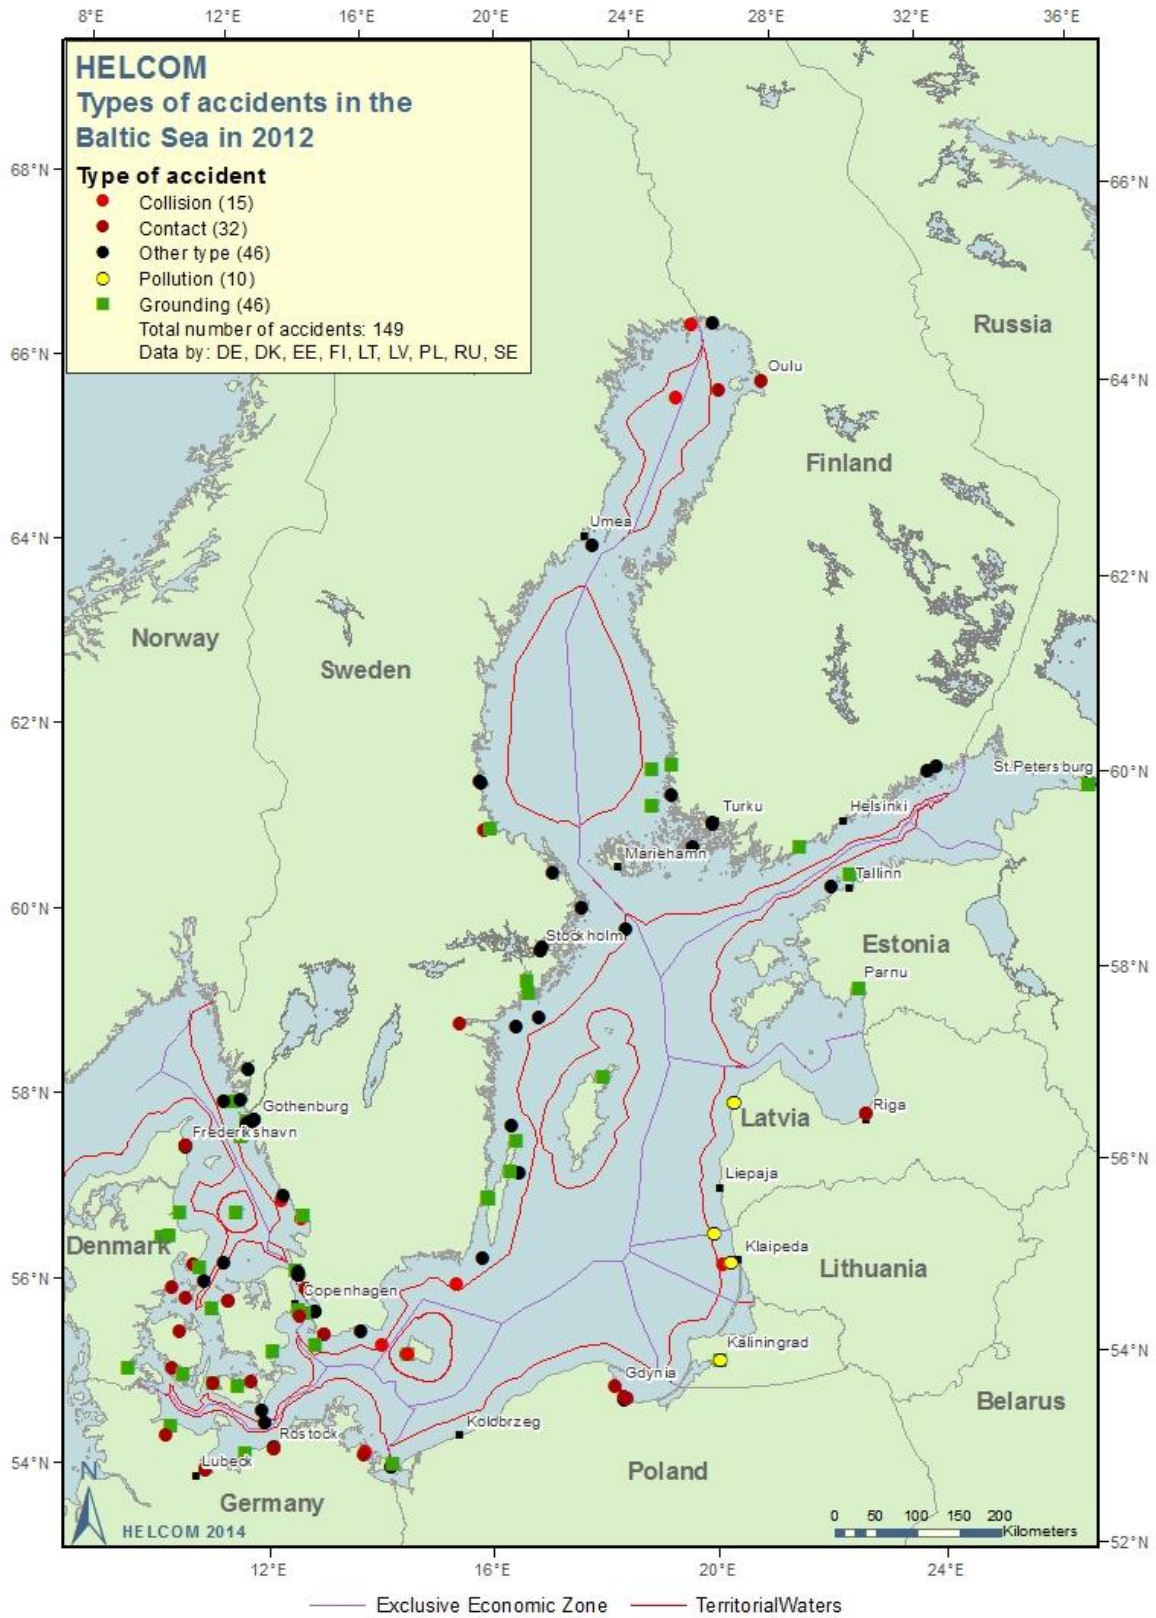 8°E 12°E 16°E 20°E 24°E 28°E 32°E 36°E
HELCOM
Types of accidents in the
Baltic Sea in 2012
Type of accident
Collision (15)
Contact (32)
Other type (46)
Pollution (10)
Grounding (46)
Total number of accidents: 149
Data by: DE, DK, EE, FI, LT, LV, PL, RU, SE
68°N
66°N
Russia
66°N
Oulu
64°N
Finland
Umea
64°N
62°N
Norway
Sweden
62°N
St.Petersburg
60°N
Turku
Helsinki
Mariehamn
Tallinn
60°N
Stockholm
Estonia
58°N
Parnu
58°N
Gothenburg
Riga
Latvia
Frederikshavn
56°N
Liepaja
Denmark
Klaipeda
Lithuania
56°N
Copenhagen
Kaliningrad
54°N
Gdynia
Belarus
Kolobrzeg
Rostock
Lubeck
54°N
N
Poland
Germany
0 50 100 150 200
Kilometers
HELCOM 2014
52°N
12°E 16°E 20°E 24°E
Exclusive Economic Zone TerritorialWaters